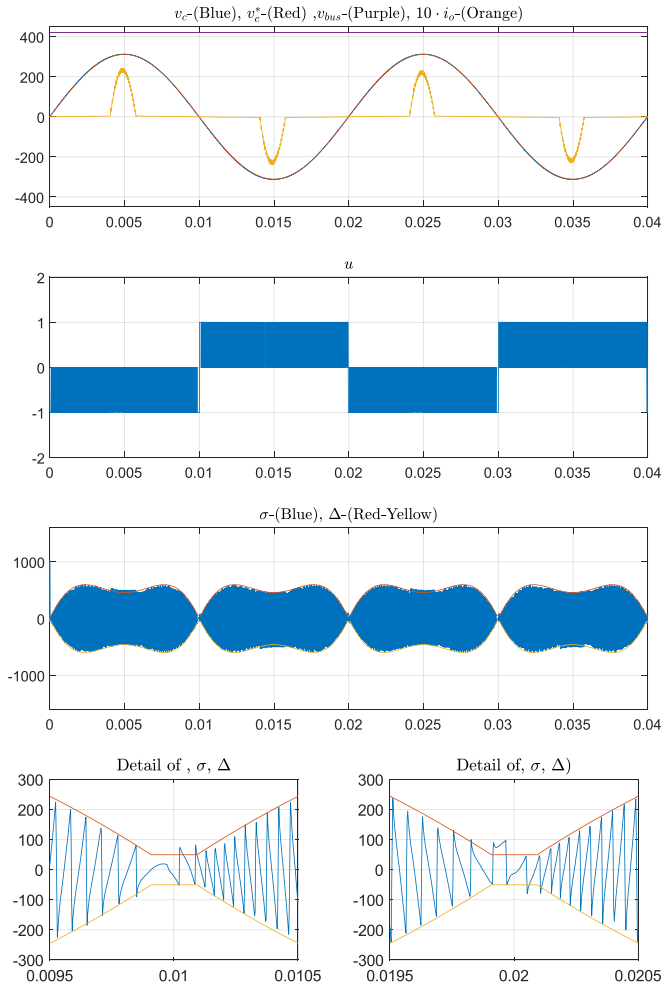 v_c-(Blue), v_c^*-(Red) ,v_bus-(Purple), 10 · i_o-(Orange)
400
200
0
-200
-400
0 0.005 0.01 0.015 0.02 0.025 0.03 0.035 0.04
u
2
1
0
-1
-2
0 0.005 0.01 0.015 0.02 0.025 0.03 0.035 0.04
σ-(Blue), Δ-(Red-Yellow)
1000
0
-1000
0 0.005 0.01 0.015 0.02 0.025 0.03 0.035 0.04
Detail of , σ, Δ
300
200
100
0
-100
-200
-300
0.0095 0.01 0.0105
Detail of, σ, Δ)
300
200
100
0
-100
-200
-300
0.0195 0.02 0.0205